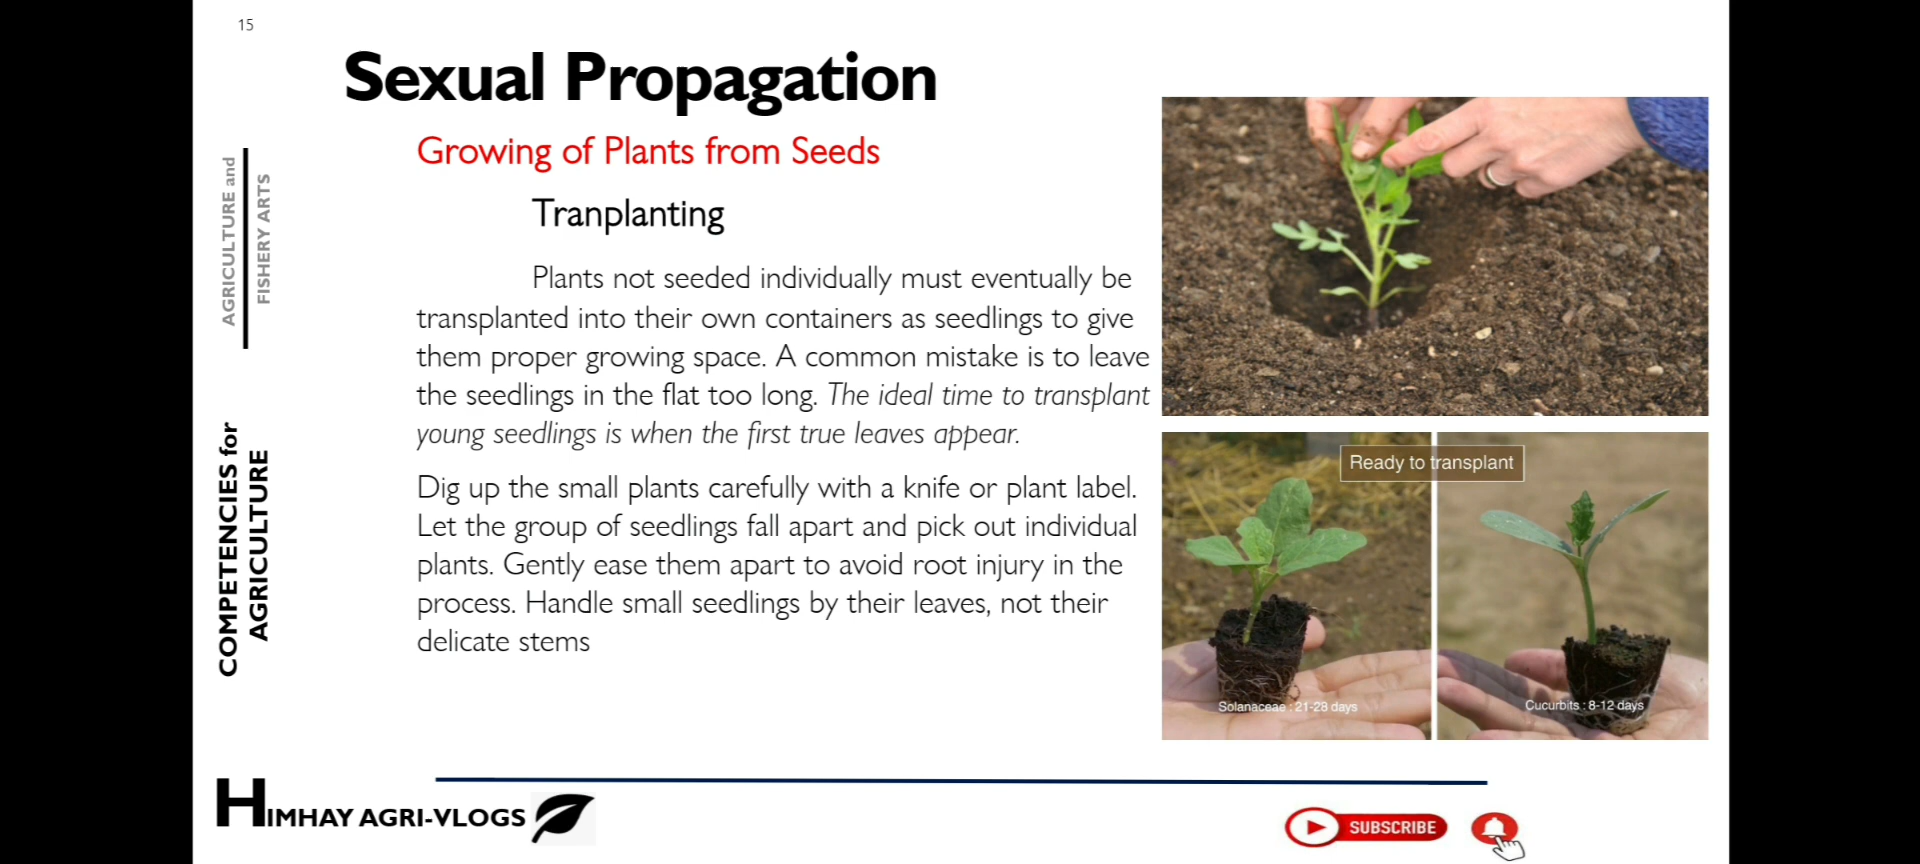 15
Sexual Propagation
Growing of Plants from Seeds
Tranplanting
Plants not seeded individually must eventually be
transplanted into their own containers as seedlings to give
them proper growing space. A common mistake is to leave
the seedlings in the flat too long. The ideal time to transplant
young seedlings is when the first true leaves appear.
Dig up the small plants carefully with a knife or plant label.
Let the group of seedlings fall apart and pick out individual
plants. Gently ease them apart to avoid root injury in the
process. Handle small seedlings by their leaves, not their
delicate stems
AGRICULTURE and
FISHERY ARTS
COMPETENCIES for
AGRICULTURE
Ready to transplant
Solanaceae : 21-28 days
Cucurbits : 8-12 days
HIMHAY AGRI-VLOGS
SUBSCRIBE